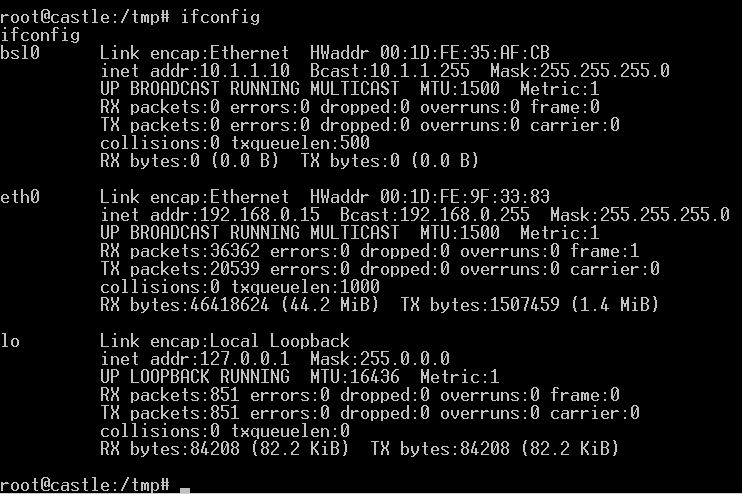 root@castle:/tmp# ifconfig
ifconfig
bsl0      Link encap:Ethernet  HWaddr 00:1D:FE:35:AF:CB
          inet addr:10.1.1.10  Bcast:10.1.1.255  Mask:255.255.255.0
          UP BROADCAST RUNNING MULTICAST  MTU:1500  Metric:1
          RX packets:0 errors:0 dropped:0 overruns:0 frame:0
          TX packets:0 errors:0 dropped:0 overruns:0 carrier:0
          collisions:0 txqueuelen:500
          RX bytes:0 (0.0 B)  TX bytes:0 (0.0 B)

eth0      Link encap:Ethernet  HWaddr 00:1D:FE:9F:33:83
          inet addr:192.168.0.15  Bcast:192.168.0.255  Mask:255.255.255.0
          UP BROADCAST RUNNING MULTICAST  MTU:1500  Metric:1
          RX packets:36362 errors:0 dropped:0 overruns:0 frame:1
          TX packets:20539 errors:0 dropped:0 overruns:0 carrier:0
          collisions:0 txqueuelen:1000
          RX bytes:46418624 (44.2 MiB)  TX bytes:1507459 (1.4 MiB)

lo        Link encap:Local Loopback
          inet addr:127.0.0.1  Mask:255.0.0.0
          UP LOOPBACK RUNNING  MTU:16436  Metric:1
          RX packets:851 errors:0 dropped:0 overruns:0 frame:0
          TX packets:851 errors:0 dropped:0 overruns:0 carrier:0
          collisions:0 txqueuelen:0
          RX bytes:84208 (82.2 KiB)  TX bytes:84208 (82.2 KiB)

root@castle:/tmp# _